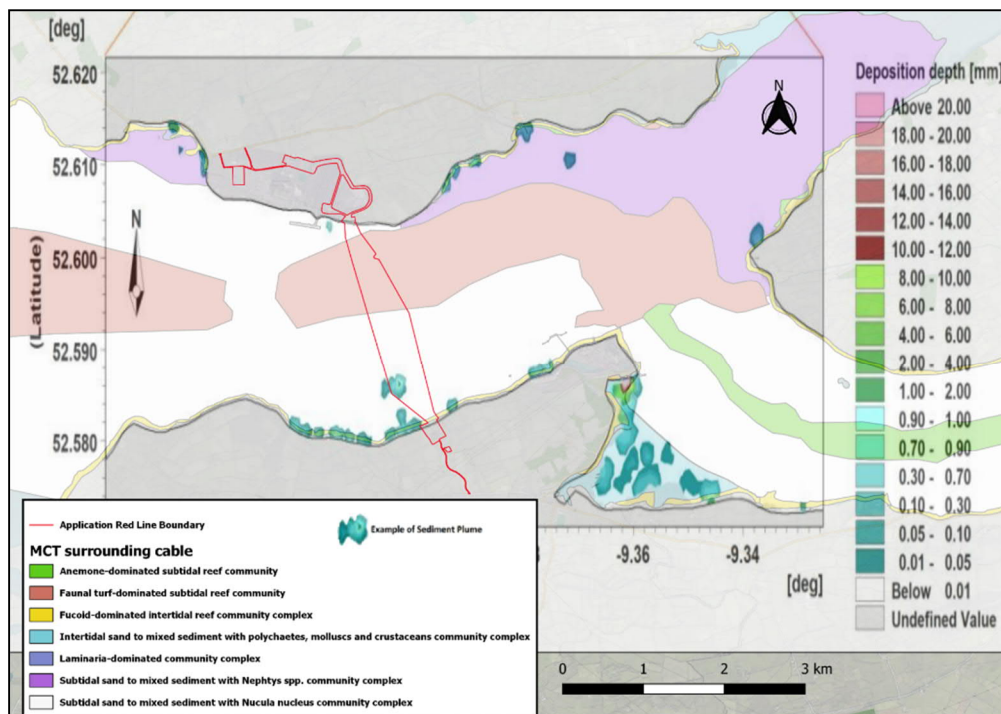 [deg]
[deg]
52.620
52.610
52.600
52.590
52.580
(Latitude)
N
N
Deposition depth [mm]
Above 20.00
18.00 - 20.00
16.00 - 18.00
14.00 - 16.00
12.00 - 14.00
10.00 - 12.00
8.00 - 10.00
6.00 - 8.00
4.00 - 6.00
2.00 - 4.00
1.00 - 2.00
0.90 - 1.00
0.70 - 0.90
0.30 - 0.70
0.10 - 0.30
0.05 - 0.10
0.01 - 0.05
Below 0.01
Undefined Value
-9.36
-9.34
[deg]
Application Red Line Boundary
Example of Sediment Plume
MCT surrounding cable
Anemone-dominated subtidal reef community
Faunal turf-dominated subtidal reef community
Fucoid-dominated intertidal reef community complex
Intertidal sand to mixed sediment with polychaetes, molluscs and crustaceans community complex
Laminaria-dominated community complex
Subtidal sand to mixed sediment with Nephtys spp. community complex
Subtidal sand to mixed sediment with Nucula nucleus community complex
0 1 2 3 km